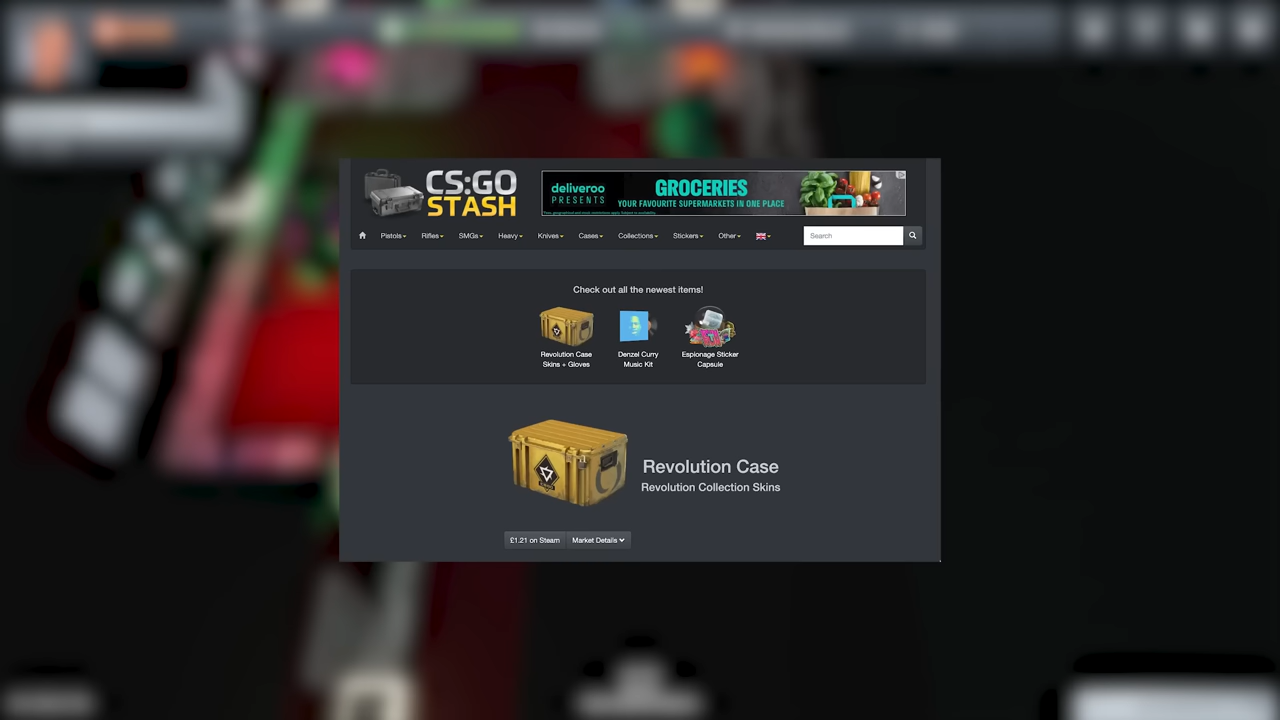 CS:GO
STASH
deliveroo
PRESENTS
GROCERIES
YOUR FAVOURITE SUPERMARKETS IN ONE PLACE
Pistols
Rifles
SMGs
Heavy
Knives
Cases
Collections
Stickers
Other
Search
Check out all the newest items!
Revolution Case
Skins + Gloves
Denzel Curry
Music Kit
Espionage Sticker
Capsule
Revolution Case
Revolution Collection Skins
£1.21 on Steam
Market Details